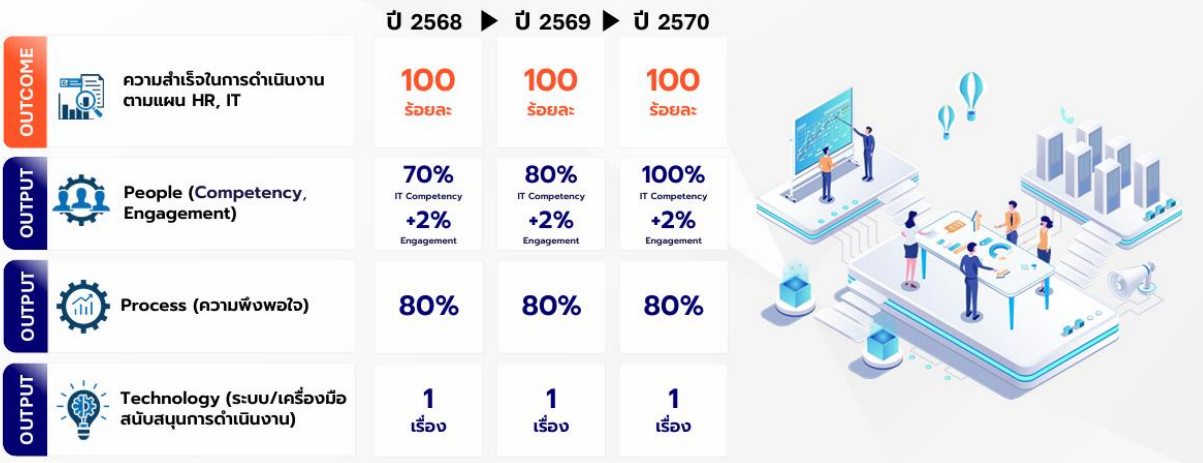 ปี 2568 ▶ ปี 2569 ▶ ปี 2570
OUTCOME
ความสำเร็จในการดำเนินงาน
ตามแผน HR, IT
100
ร้อยละ
100
ร้อยละ
100
ร้อยละ
OUTPUT
People (Competency,
Engagement)
70%
IT Competency
+2%
Engagement
80%
IT Competency
+2%
Engagement
100%
IT Competency
+2%
Engagement
OUTPUT
Process (ความพึงพอใจ)
80%
80%
80%
OUTPUT
Technology (ระบบ/เครื่องมือ
สนับสนุนการดำเนินงาน)
1
เรื่อง
1
เรื่อง
1
เรื่อง